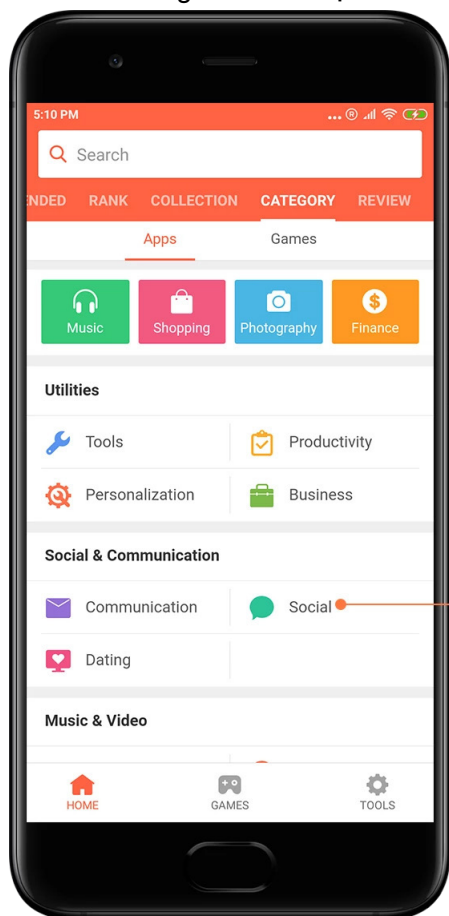 5:10 PM
Search
NDED RANK COLLECTION CATEGORY REVIEW
Apps Games
Music Shopping Photography Finance
Utilities
Tools Productivity
Personalization Business
Social & Communication
Communication Social
Dating
Music & Video
HOME GAMES TOOLS